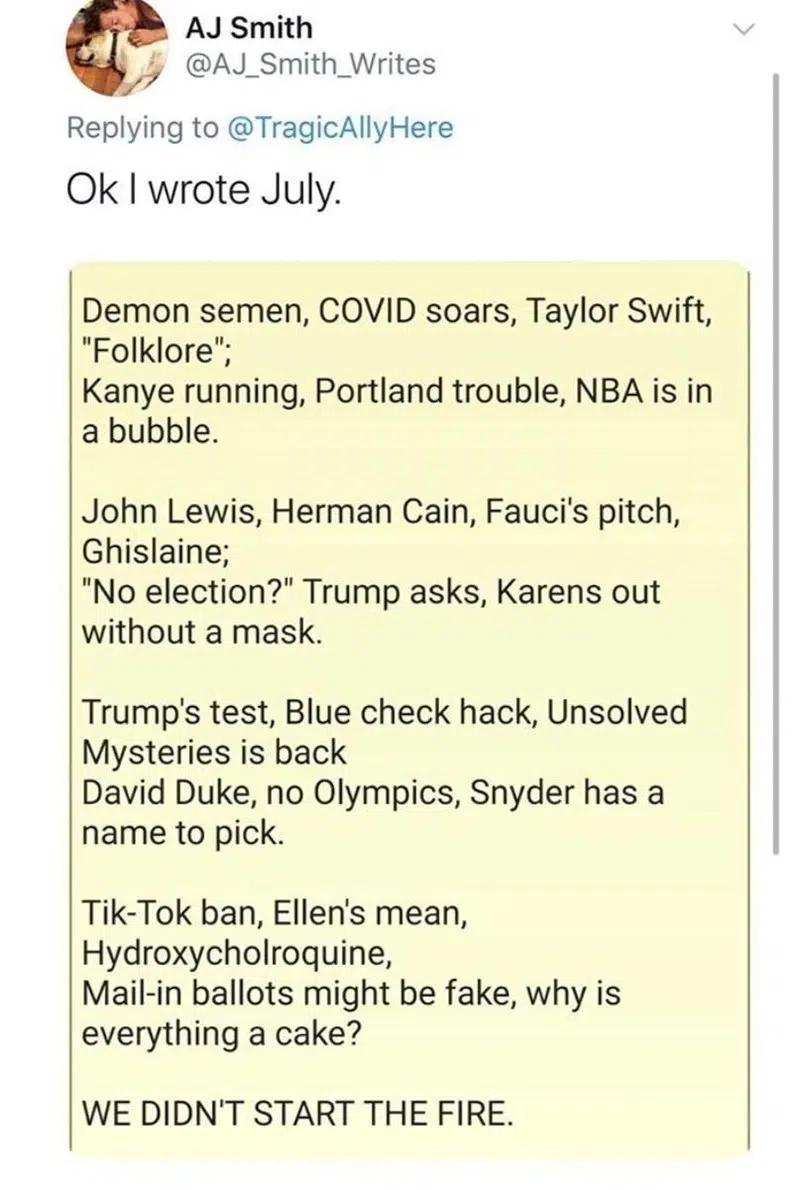 AJ Smith
@AJ_Smith_Writes
Replying to @TragicAllyHere
Ok I wrote July.
Demon semen, COVID soars, Taylor Swift,
"Folklore";
Kanye running, Portland trouble, NBA is in
a bubble.
John Lewis, Herman Cain, Fauci's pitch,
Ghislaine;
"No election?" Trump asks, Karens out
without a mask.
Trump's test, Blue check hack, Unsolved
Mysteries is back
David Duke, no Olympics, Snyder has a
name to pick.
Tik-Tok ban, Ellen's mean,
Hydroxycholroquine,
Mail-in ballots might be fake, why is
everything a cake?
WE DIDN'T START THE FIRE.